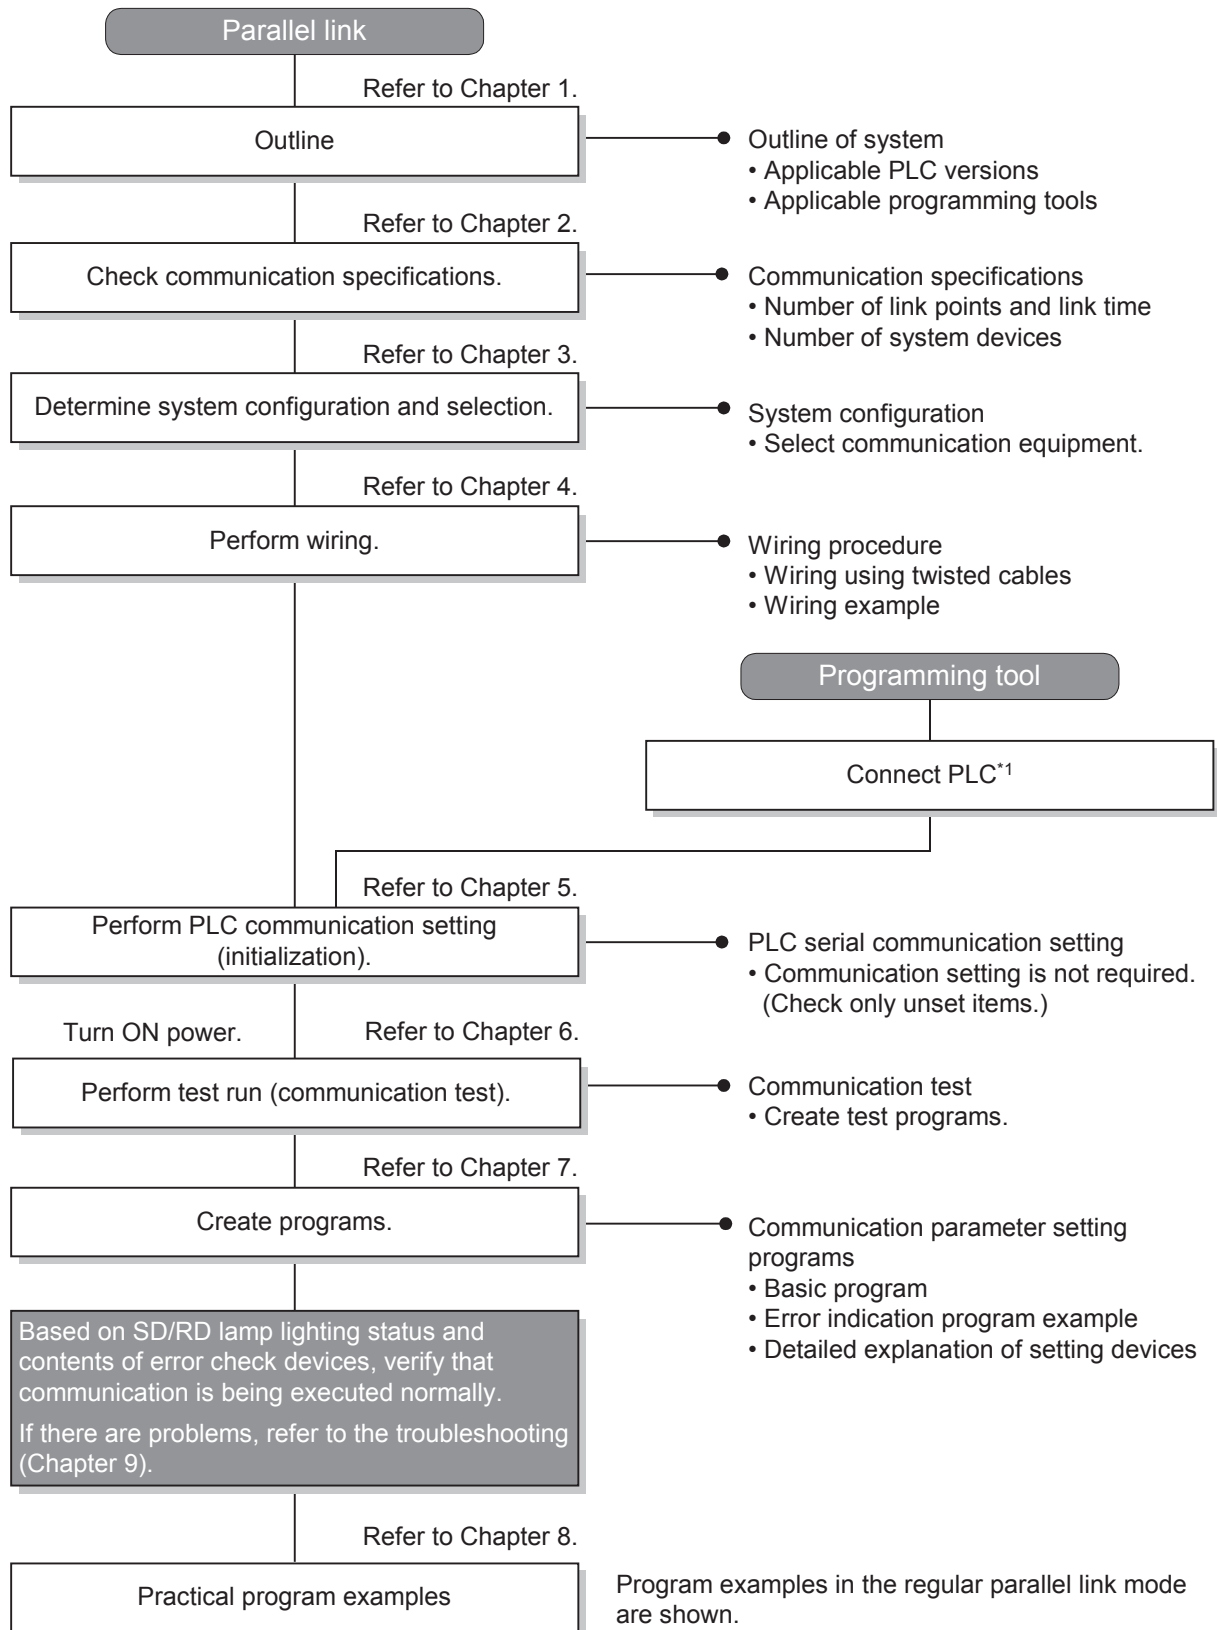 Parallel link
Refer to Chapter 1.
Outline
Outline of system
• Applicable PLC versions
• Applicable programming tools
Refer to Chapter 2.
Check communication specifications.
Communication specifications
• Number of link points and link time
• Number of system devices
Refer to Chapter 3.
Determine system configuration and selection.
System configuration
• Select communication equipment.
Refer to Chapter 4.
Perform wiring.
Wiring procedure
• Wiring using twisted cables
• Wiring example
Programming tool
Connect PLC*1
Refer to Chapter 5.
Perform PLC communication setting
(initialization).
PLC serial communication setting
• Communication setting is not required.
(Check only unset items.)
Turn ON power.
Refer to Chapter 6.
Perform test run (communication test).
Communication test
• Create test programs.
Refer to Chapter 7.
Create programs.
Communication parameter setting
programs
• Basic program
• Error indication program example
• Detailed explanation of setting devices
Based on SD/RD lamp lighting status and
contents of error check devices, verify that
communication is being executed normally.
If there are problems, refer to the troubleshooting
(Chapter 9).
Refer to Chapter 8.
Practical program examples
Program examples in the regular parallel link mode
are shown.